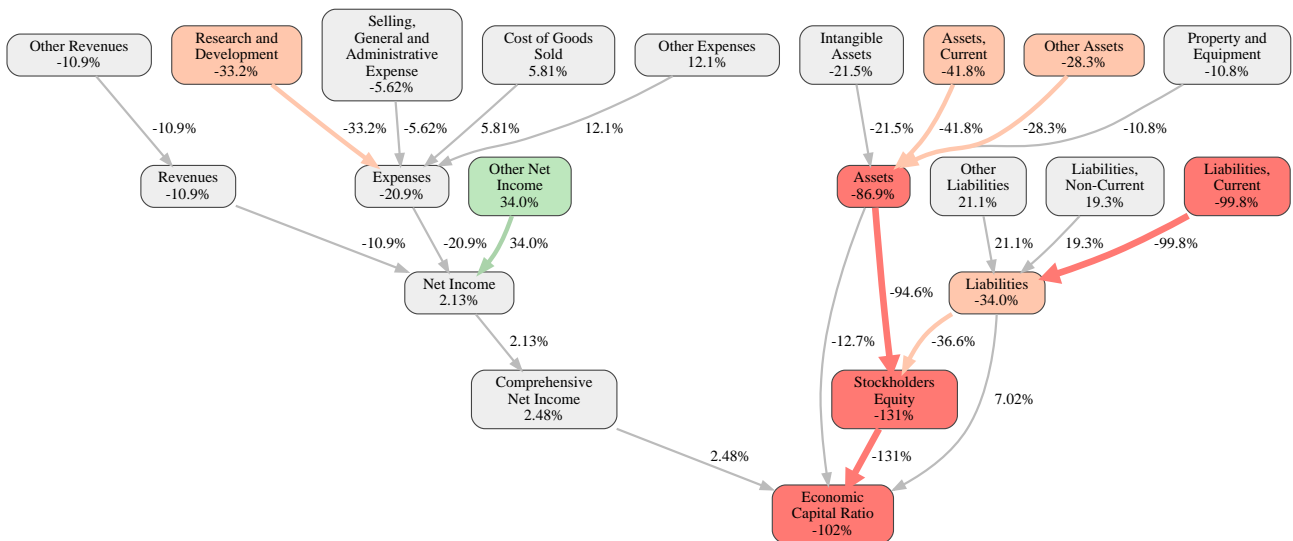 Other Revenues
-10.9%
Research and
Development
-33.2%
Selling,
General and
Administrative
Expense
-5.62%
Cost of Goods
Sold
5.81%
Other Expenses
12.1%
Intangible
Assets
-21.5%
Assets,
Current
-41.8%
Other Assets
-28.3%
Property and
Equipment
-10.8%
-10.9%
-33.2%
-5.62%
5.81%
12.1%
-21.5%
-41.8%
-28.3%
-10.8%
Revenues
-10.9%
Expenses
-20.9%
Other Net
Income
34.0%
Assets
-86.9%
Other
Liabilities
21.1%
Liabilities,
Non-Current
19.3%
Liabilities,
Current
-99.8%
-10.9%
-20.9%
34.0%
21.1%
19.3%
-99.8%
Net Income
2.13%
-94.6%
Liabilities
-34.0%
2.13%
-12.7%
-36.6%
Comprehensive
Net Income
2.48%
Stockholders
Equity
-131%
7.02%
2.48%
-131%
Economic
Capital Ratio
-102%